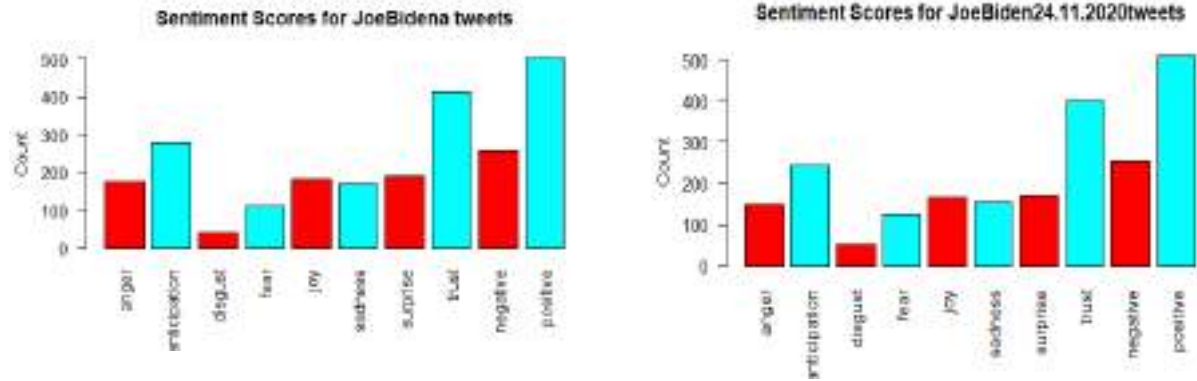 Sentiment Scores for JoeBidena tweets
500
400
300
200
100
0
Count
anger
anticipation
disgust
fear
joy
sadness
surprise
trust
negative
positive
Sentiment Scores for JoeBiden24.11.2020tweets
500
400
300
200
100
0
Count
anger
anticipation
disgust
fear
joy
sadness
surprise
trust
negative
positive